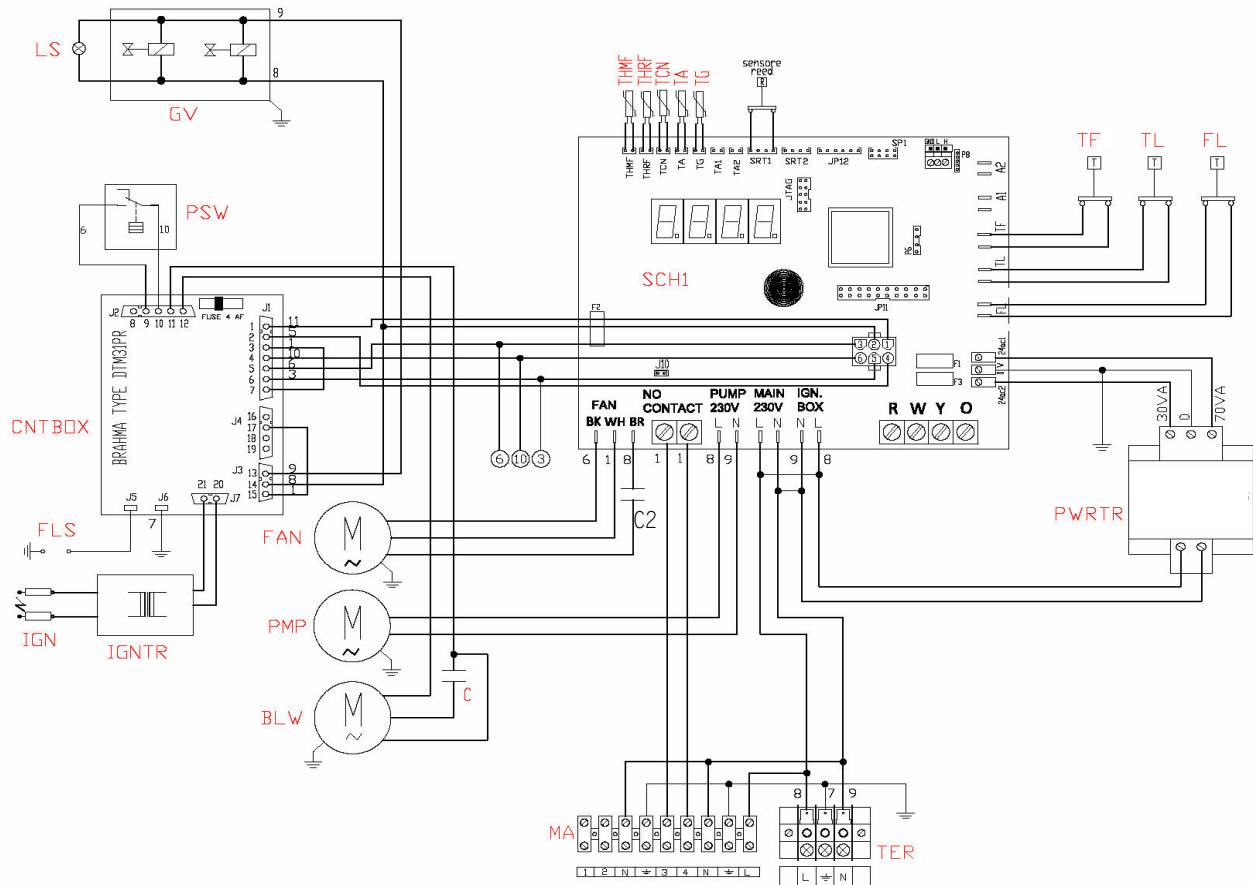 9
LS
8
GV
THMF
THRF
TCN
TA
TG
sensore
reed
R
THMF
THRF
TCN
TA
TG
TA1
TA2
SRT1
SRT2
JP12
SP1
L H
P8
A2
A1
TF
TL
FL
T
T
T
TF
TL
FL
JTAG
P6
SCH1
JP11
PSW
6
10
J2
8 9 10 11 12
FUSE 4 AF
J1
1
2
3
4
5
6
7
11
5
1
10
6
3
BRAHMA TYPE DTM31PR
CNTBOX
J4
16
17
18
19
J3
13
14
15
9
8
1
21 20
J7
J5
J6
7
FLS
IGN
IGNTR
F2
J10
3 2 1
6 5 4
F1
F3
24ac1
24ac2
30VA
0
70VA
PWRTR
FAN
BK WH BR
NO
CONTACT
PUMP
230V
L N
MAIN
230V
L N
IGN.
BOX
N L
R W Y O
6 10 3
6 1 8
1 1
8 9
9 8
C2
FAN
M
~
PMP
M
~
BLW
M
~
C
MA
1 2 N 3 4 N L
8 7 9
TER
L N